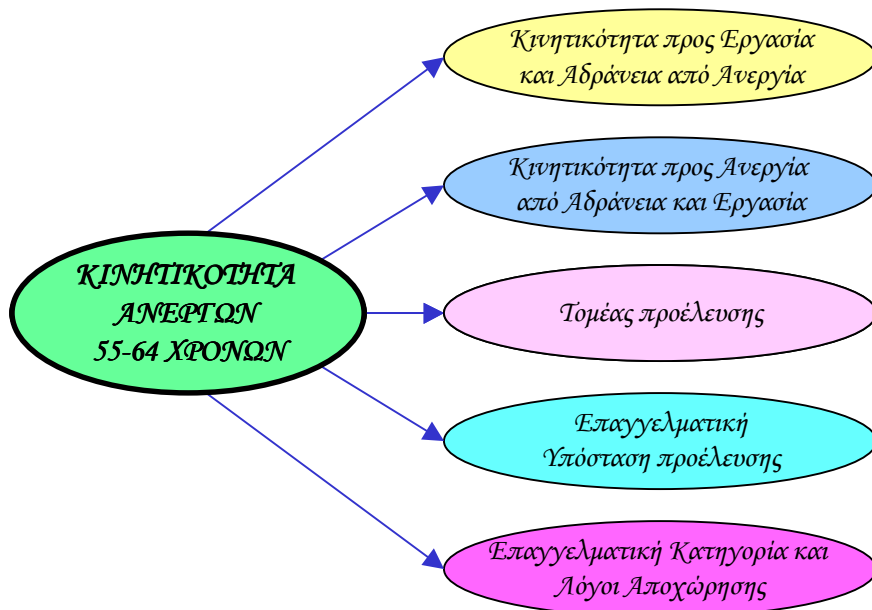 Κινητικότητα προς Εργασία
και Αδράνεια από Ανεργία
Κινητικότητα προς Ανεργία
από Αδράνεια και Εργασία
ΚΙΝΗΤΙΚΟΤΗΤΑ
ΑΝΕΡΓΩΝ
55-64 ΧΡΟΝΩΝ
Τομέας προέλευσης
Επαγγελματική
Υπόσταση προέλευσης
Επαγγελματική Κατηγορία και
Λόγοι Αποχώρησης